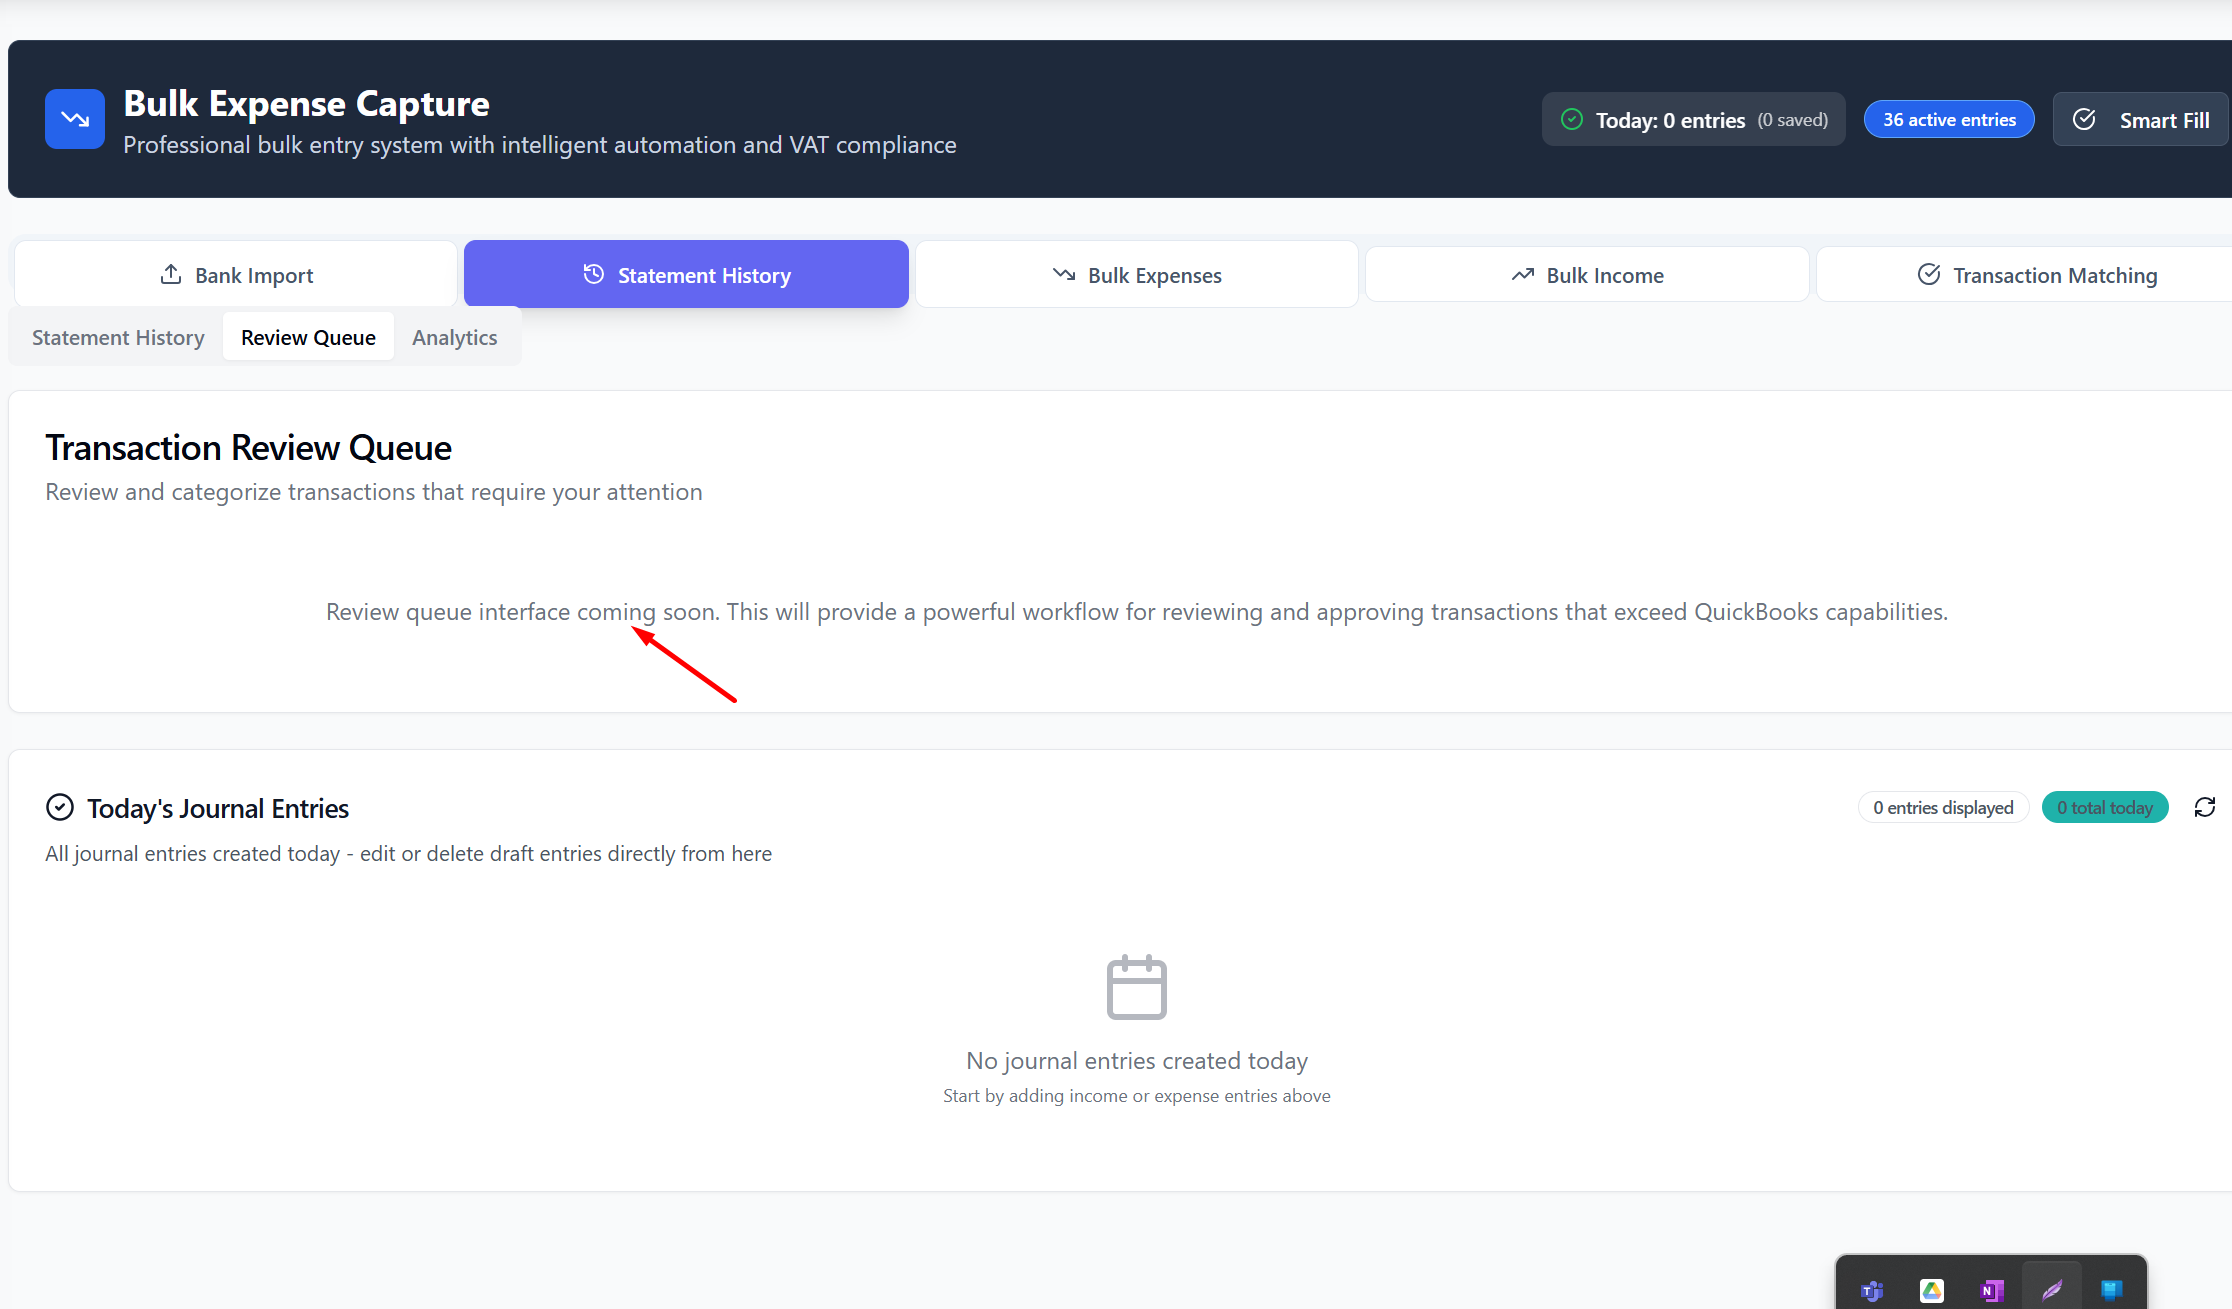 Bulk Expense Capture
Professional bulk entry system with intelligent automation and VAT compliance
Today: 0 entries (0 saved)
36 active entries
Smart Fill
Bank Import
Statement History
Bulk Expenses
Bulk Income
Transaction Matching
Statement History
Review Queue
Analytics
Transaction Review Queue
Review and categorize transactions that require your attention
Review queue interface coming soon. This will provide a powerful workflow for reviewing and approving transactions that exceed QuickBooks capabilities.
Today's Journal Entries
0 entries displayed
0 total today
All journal entries created today - edit or delete draft entries directly from here
No journal entries created today
Start by adding income or expense entries above
T
N